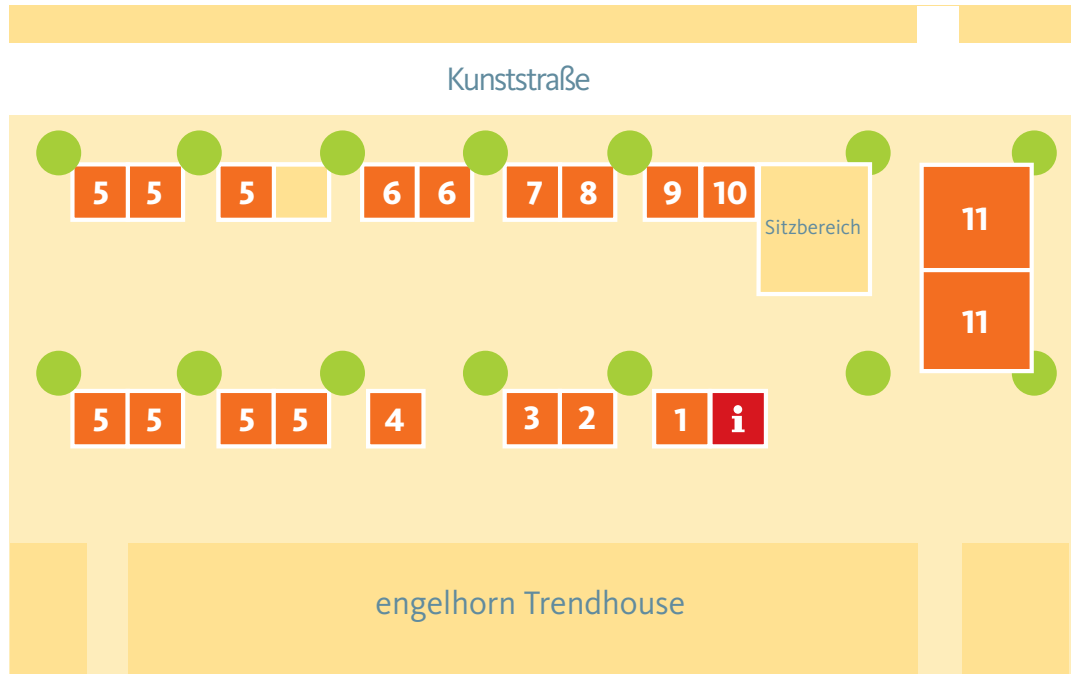 Kunststraße
5 5 5 6 6 7 8 9 10
Sitzbereich
11
11
5 5 5 5 4 3 2 1 i
engelhorn Trendhouse